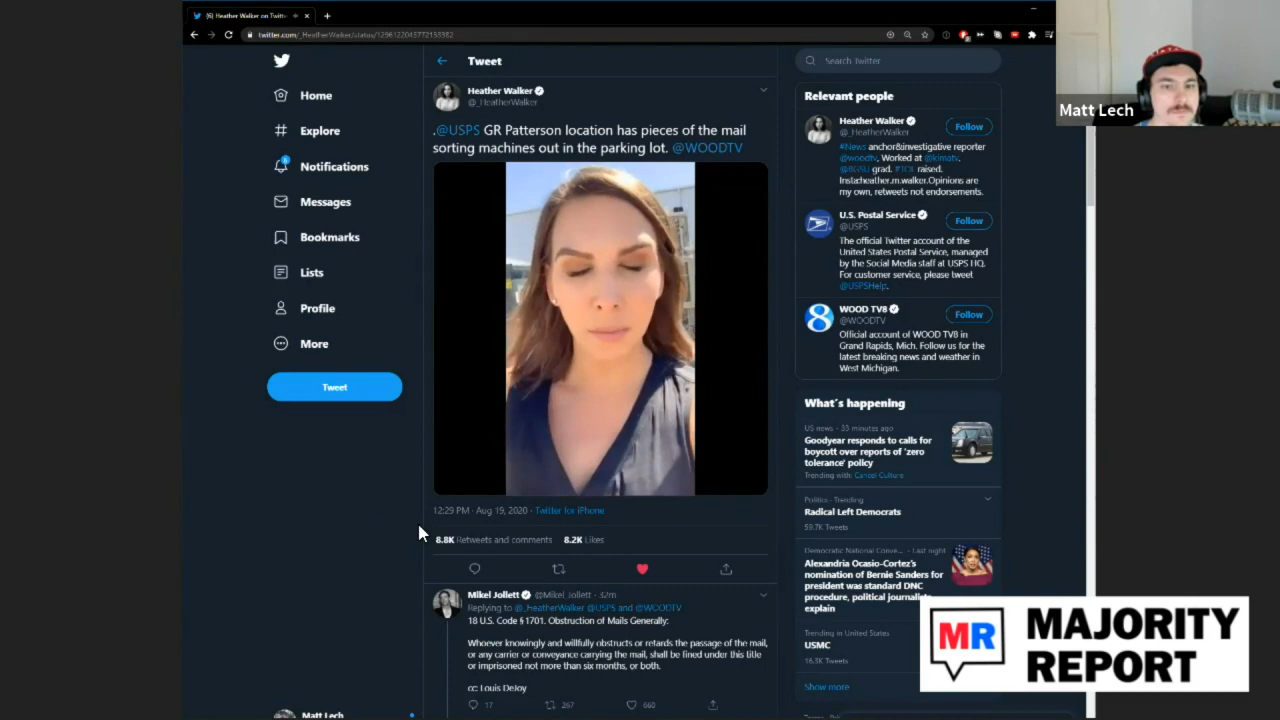 (6) Heather Walker on Twitte
twitter.com/_HeatherWalker/status/1296122043772153382
Matt Lech
Home
Explore
6
Notifications
Messages
Bookmarks
Lists
Profile
More
Tweet
Matt Lech
Tweet
Heather Walker
@_HeatherWalker
.@USPS GR Patterson location has pieces of the mail
sorting machines out in the parking lot. @WOODTV
12:29 PM · Aug 19, 2020 · Twitter for iPhone
8.8K Retweets and comments 8.2K Likes
Mikel Jollett @Mikel_Jollett · 32m
Replying to @_HeatherWalker @USPS and @WOODTV
18 U.S. Code § 1701. Obstruction of Mails Generally:
Whoever knowingly and willfully obstructs or retards the passage of the mail,
or any carrier or conveyance carrying the mail, shall be fined under this title
or imprisoned not more than six months, or both.
cc: Louis DeJoy
17 267 660
Search Twitter
Relevant people
Heather Walker
@_HeatherWalker
Follow
#News anchor&investigative reporter
@woodtv. Worked at @kimatv.
@BGSU grad. #TOL raised.
Insta:heather.m.walker.Opinions are
my own, retweets not endorsements.
U.S. Postal Service
@USPS
Follow
The official Twitter account of the
United States Postal Service, managed
by the Social Media staff at USPS HQ.
For customer service, please tweet
@USPSHelp.
WOOD TV8
@WOODTV
Follow
Official account of WOOD TV8 in
Grand Rapids, Mich. Follow us for the
latest breaking news and weather in
West Michigan.
What's happening
US news · 33 minutes ago
Goodyear responds to calls for
boycott over reports of 'zero
tolerance' policy
Trending with: Cancel Culture
Politics · Trending
Radical Left Democrats
59.7K Tweets
Democratic National Conve... · Last night
Alexandria Ocasio-Cortez's
nomination of Bernie Sanders for
president was standard DNC
procedure, political journalists
explain
Trending in United States
USMC
16.3K Tweets
Show more
MR
MAJORITY
REPORT